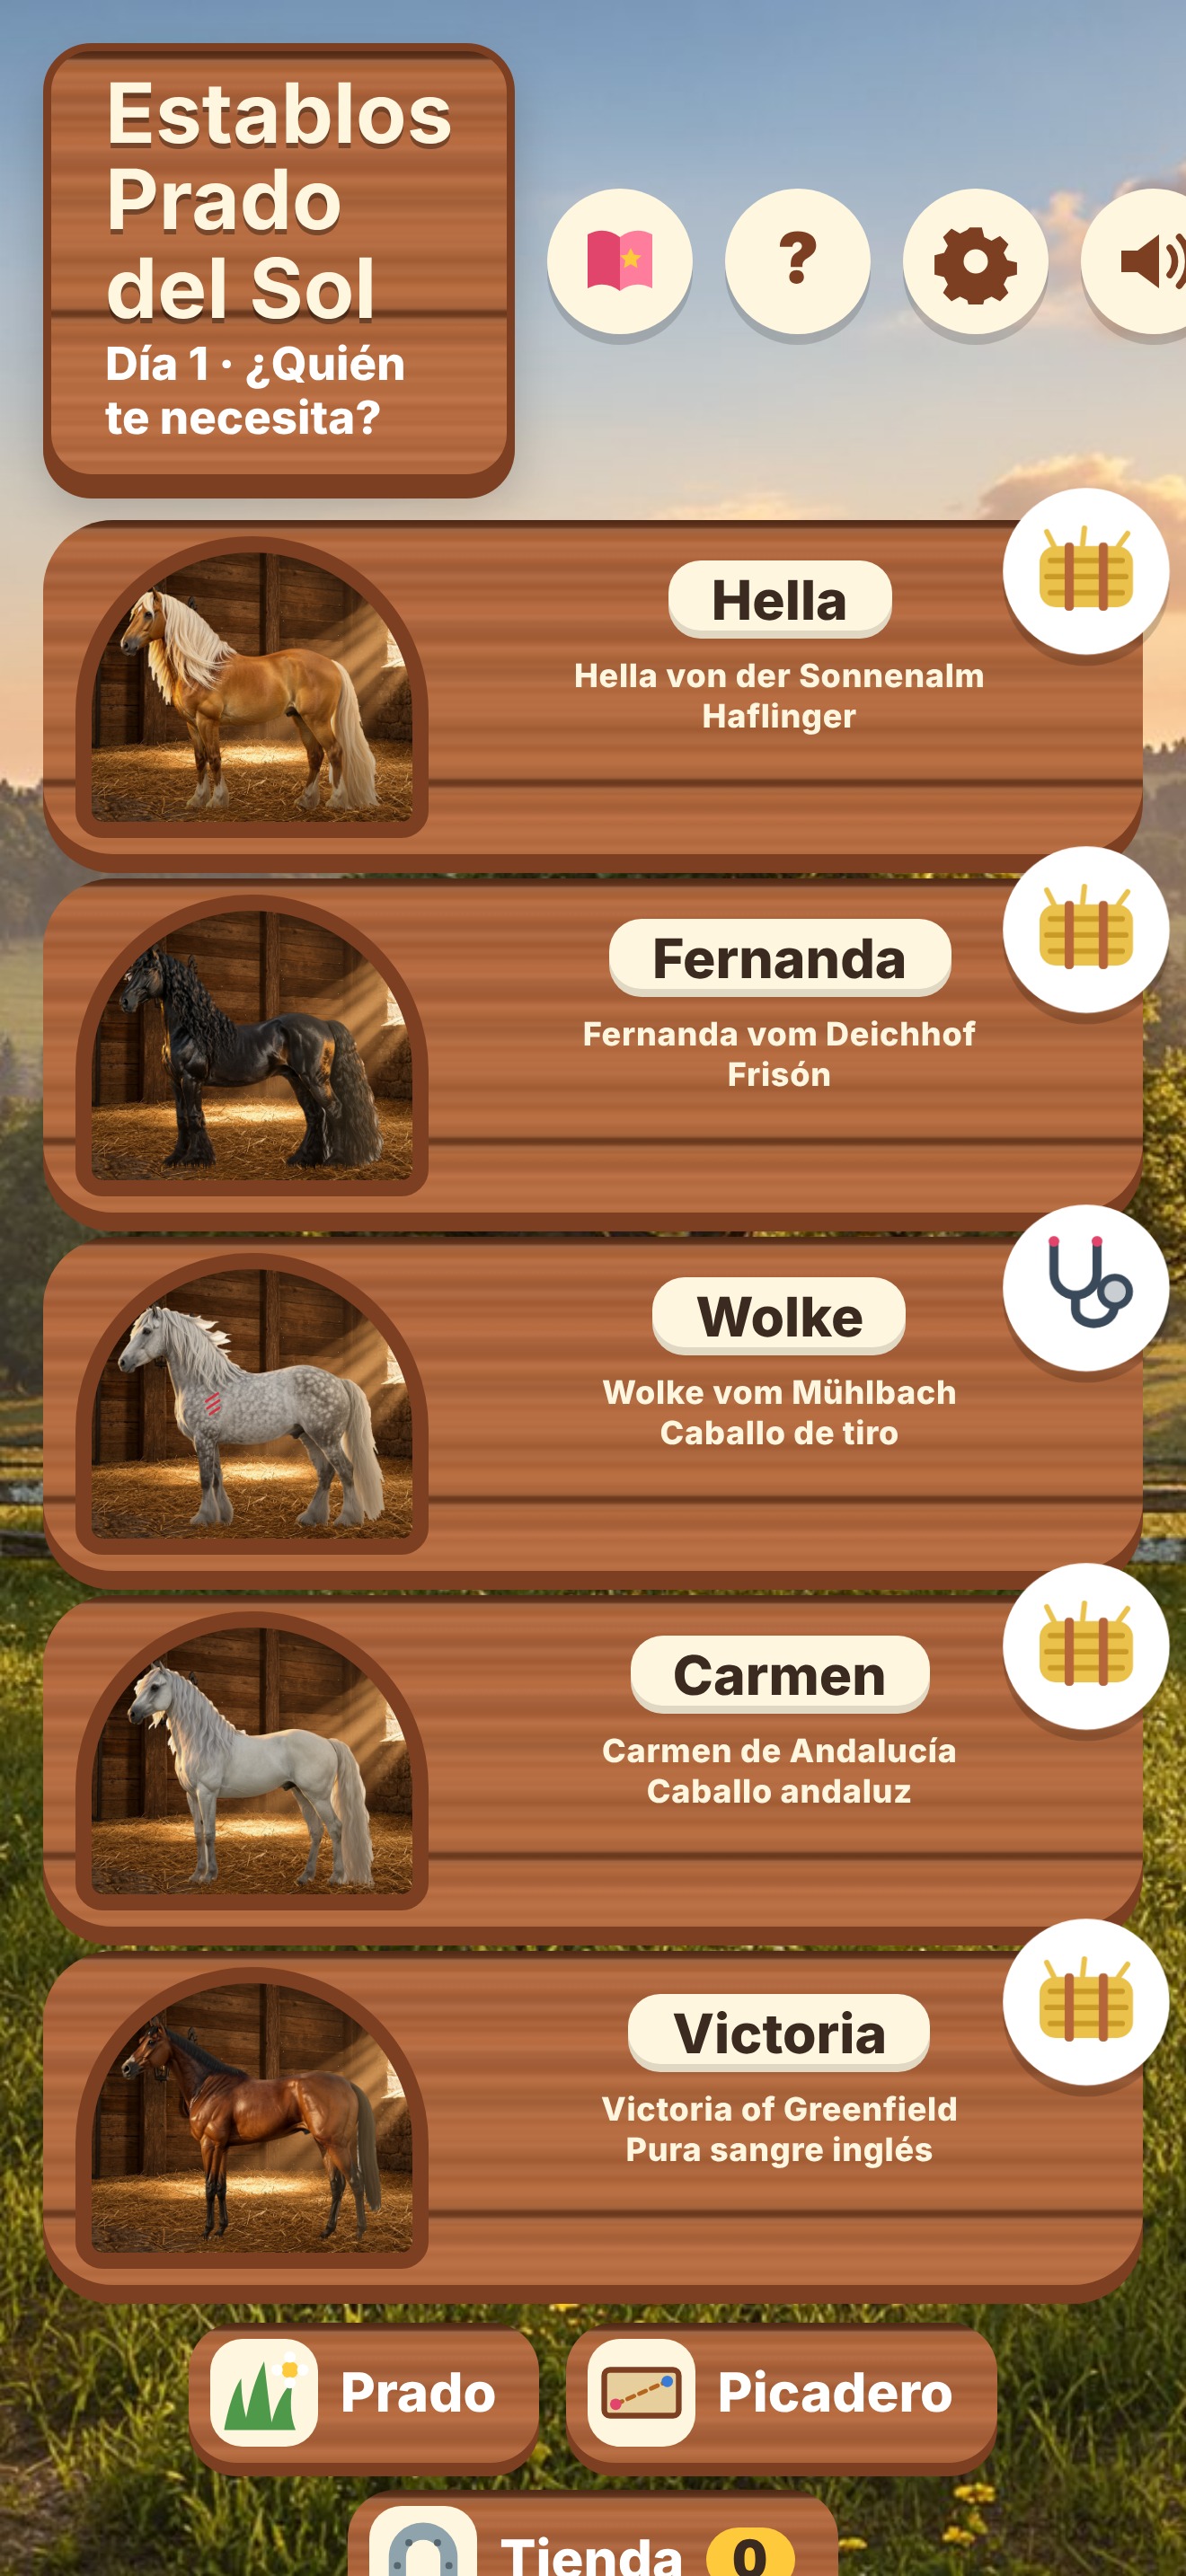 Establos
Prado
del Sol
Día 1 · ¿Quién
te necesita?
?
Hella
Hella von der Sonnenalm
Haflinger
Fernanda
Fernanda vom Deichhof
Frisón
Wolke
Wolke vom Mühlbach
Caballo de tiro
Carmen
Carmen de Andalucía
Caballo andaluz
Victoria
Victoria of Greenfield
Pura sangre inglés
Prado
Picadero
Tienda 0